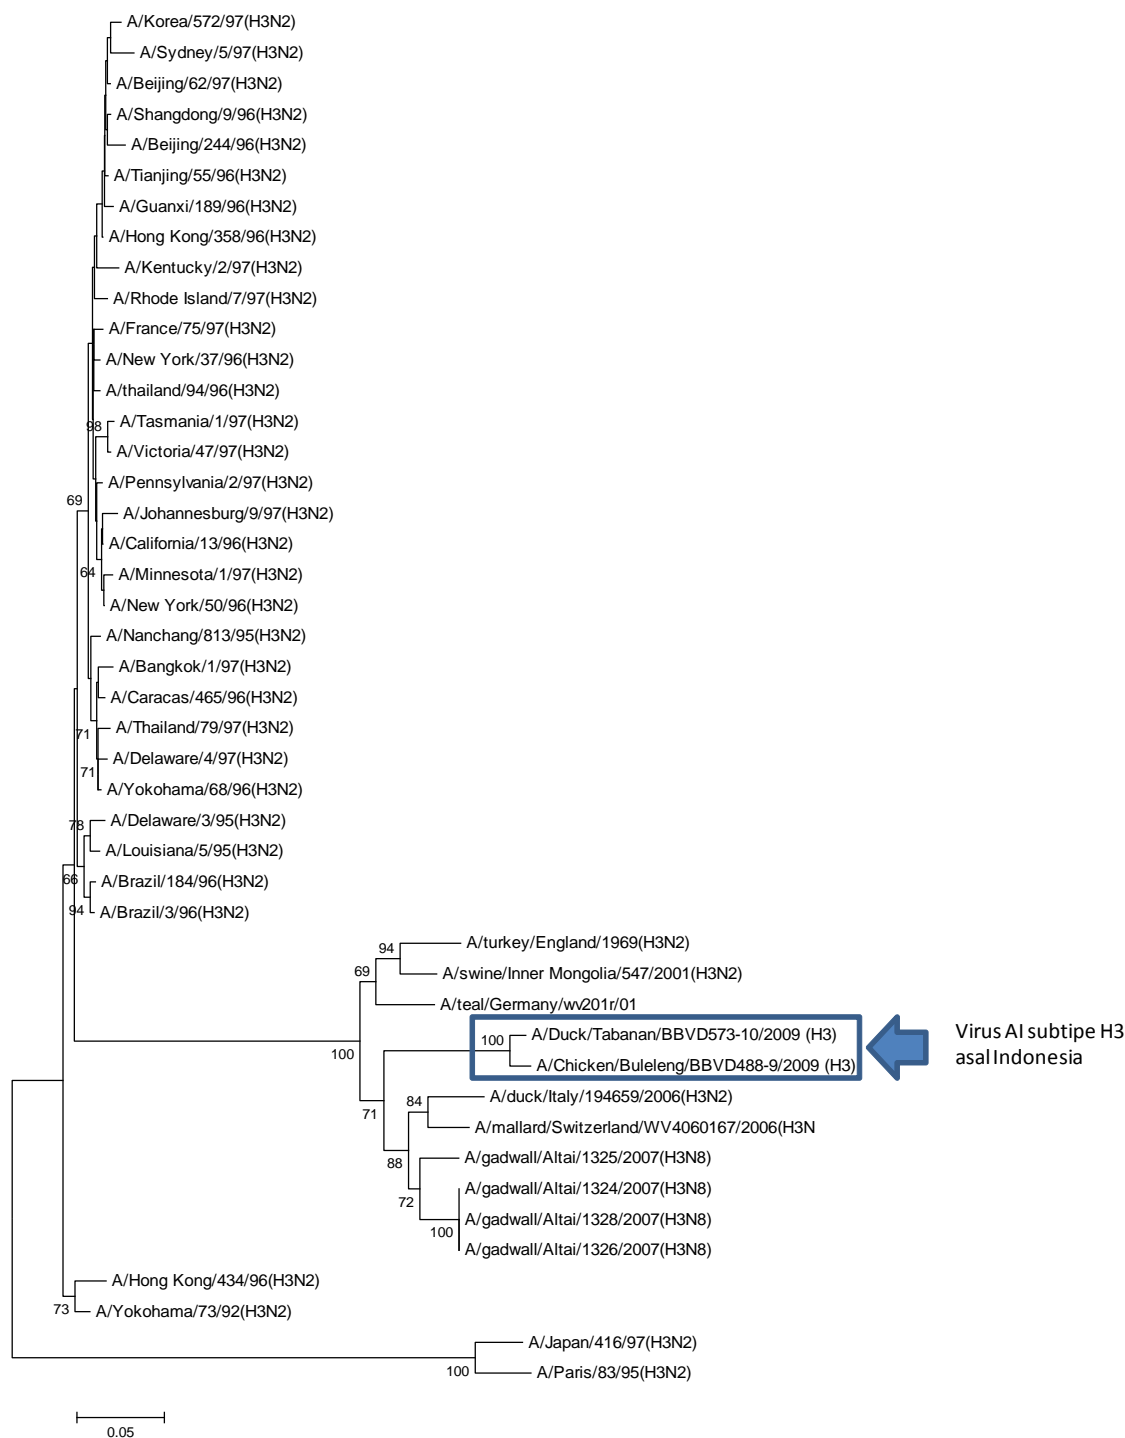 A/Korea/572/97(H3N2)
A/Sydney/5/97(H3N2)
A/Beijing/62/97(H3N2)
A/Shangdong/9/96(H3N2)
A/Beijing/244/96(H3N2)
A/Tianjing/55/96(H3N2)
A/Guanxi/189/96(H3N2)
A/Hong Kong/358/96(H3N2)
A/Kentucky/2/97(H3N2)
A/Rhode Island/7/97(H3N2)
A/France/75/97(H3N2)
A/New York/37/96(H3N2)
A/thailand/94/96(H3N2)
A/Tasmania/1/97(H3N2)
98
A/Victoria/47/97(H3N2)
A/Pennsylvania/2/97(H3N2)
69
A/Johannesburg/9/97(H3N2)
A/California/13/96(H3N2)
64
A/Minnesota/1/97(H3N2)
A/New York/50/96(H3N2)
A/Nanchang/813/95(H3N2)
A/Bangkok/1/97(H3N2)
A/Caracas/465/96(H3N2)
A/Thailand/79/97(H3N2)
71
A/Delaware/4/97(H3N2)
71
A/Yokohama/68/96(H3N2)
A/Delaware/3/95(H3N2)
78
A/Louisiana/5/95(H3N2)
66
A/Brazil/184/96(H3N2)
94
A/Brazil/3/96(H3N2)
A/turkey/England/1969(H3N2)
94
69
A/swine/Inner Mongolia/547/2001(H3N2)
A/teal/Germany/wv201r/01
A/Duck/Tabanan/BBVD573-10/2009 (H3)
100
100
A/Chicken/Buleleng/BBVD488-9/2009 (H3)
Virus AI subtipe H3
asal Indonesia
A/duck/Italy/194659/2006(H3N2)
84
71
A/mallard/Switzerland/WV4060167/2006(H3N
88
A/gadwall/Altai/1325/2007(H3N8)
A/gadwall/Altai/1324/2007(H3N8)
72
A/gadwall/Altai/1328/2007(H3N8)
100
A/gadwall/Altai/1326/2007(H3N8)
A/Hong Kong/434/96(H3N2)
73
A/Yokohama/73/92(H3N2)
A/Japan/416/97(H3N2)
100
A/Paris/83/95(H3N2)
0.05